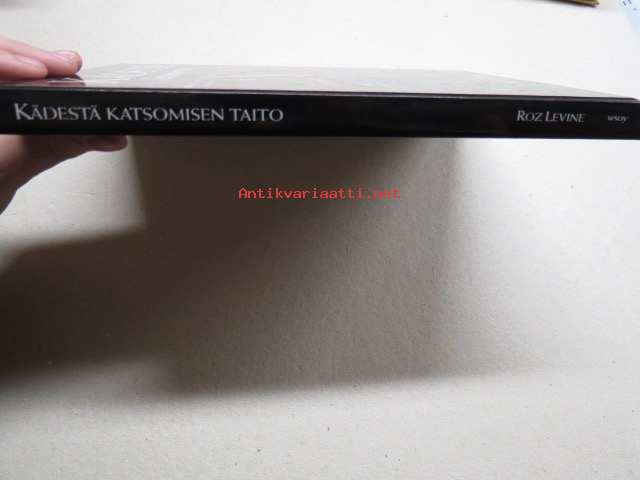 KÄDESTÄ KATSOMISEN TAITO ROZ LEVINE wsoy
Antikvariaatti.net